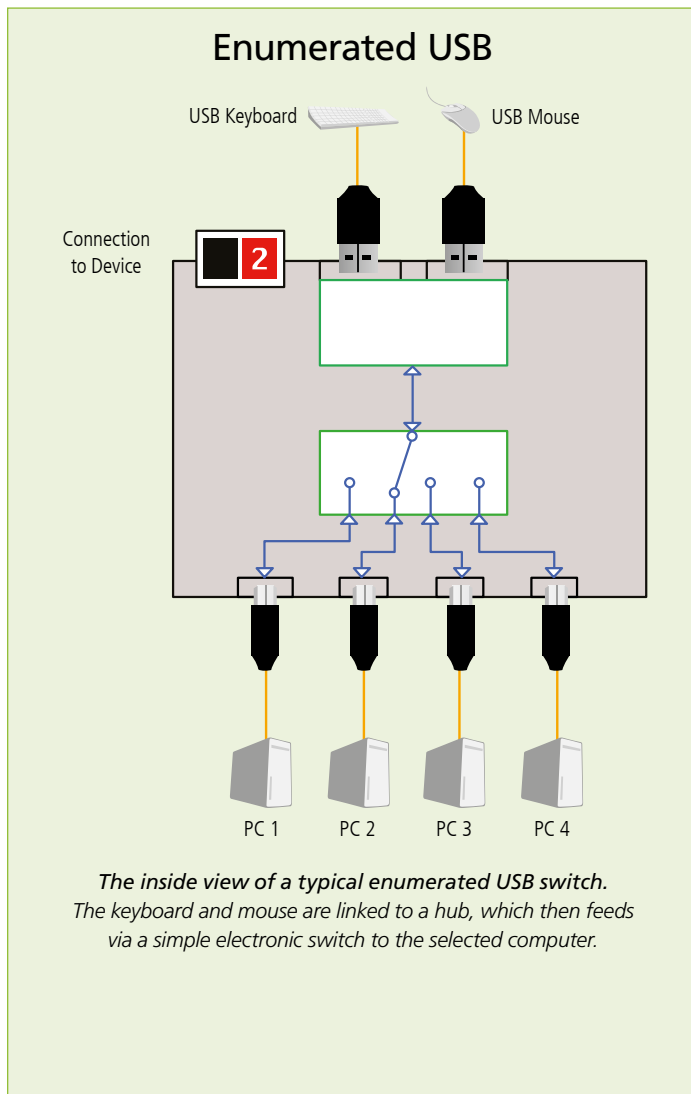 Enumerated USB
USB Keyboard
USB Mouse
Connection
to Device
2
PC 1
PC 2
PC 3
PC 4
The inside view of a typical enumerated USB switch.
The keyboard and mouse are linked to a hub, which then feeds
via a simple electronic switch to the selected computer.